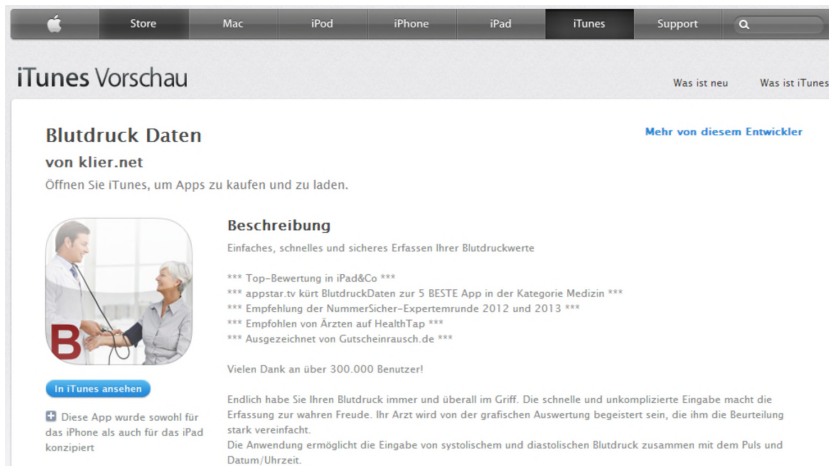 Store Mac iPod iPhone iPad iTunes Support
iTunes Vorschau
Was ist neu Was ist iTunes
Blutdruck Daten
Mehr von diesem Entwickler
von klier.net
Öffnen Sie iTunes, um Apps zu kaufen und zu laden.
Beschreibung
Einfaches, schnelles und sicheres Erfassen Ihrer Blutdruckwerte
*** Top-Bewertung in iPad&Co ***
*** appstar.tv kürt BlutdruckDaten zur 5 BESTE App in der Kategorie Medizin ***
*** Empfehlung der NummerSicher-Expertemrunde 2012 und 2013 ***
*** Empfohlen von Ärzten auf HealthTap ***
*** Ausgezeichnet von Gutscheinrausch.de ***
Vielen Dank an über 300.000 Benutzer!
Endlich habe Sie Ihren Blutdruck immer und überall im Griff. Die schnelle und unkomplizierte Eingabe macht die
Erfassung zur wahren Freude. Ihr Arzt wird von der grafischen Auswertung begeistert sein, die ihm die Beurteilung
stark vereinfacht.
Die Anwendung ermöglicht die Eingabe von systolischem und diastolischen Blutdruck zusammen mit dem Puls und
Datum/Uhrzeit.
B
In iTunes ansehen
Diese App wurde sowohl für
das iPhone als auch für das iPad
konzipiert